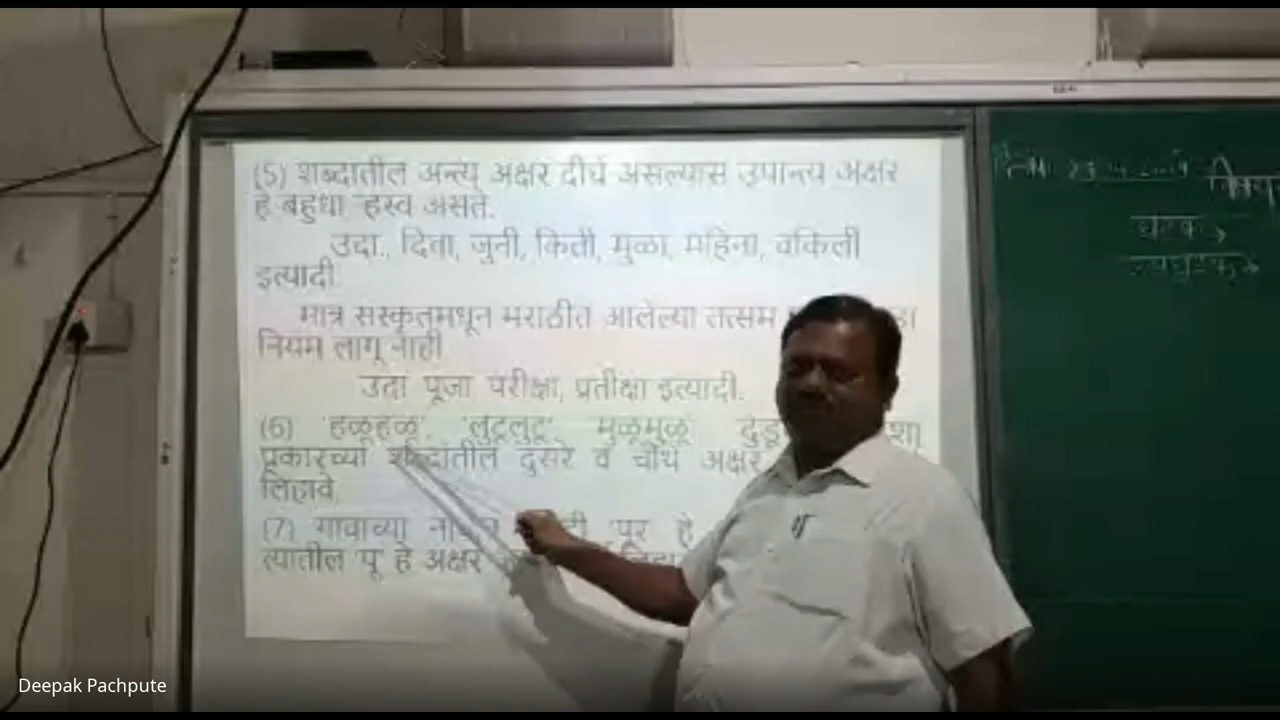 (5) शब्दातील अन्त्य अक्षर दीर्घ असल्यास उपान्त्य अक्षर
हे बहुधा ऱ्हस्व असते.
उदा., दिवा, जुनी, किती, मुळा, महिना, वकिली
इत्यादी.
मात्र संस्कृतमधून मराठीत आलेल्या तत्सम
नियम लागू नाही
उदा पूजा परीक्षा, प्रतीक्षा इत्यादी.
(6) 'हळूहळू', 'लुटूलुटू' मुळूमुळू
प्रकारच्या शब्दांतील दुसरे व चौथे अक्षर
लिहावे.
(7) गावाच्या 'पूर' हे
त्यातील 'पू' हे अक्षर
घटक →
उपघटक →
Deepak Pachpute